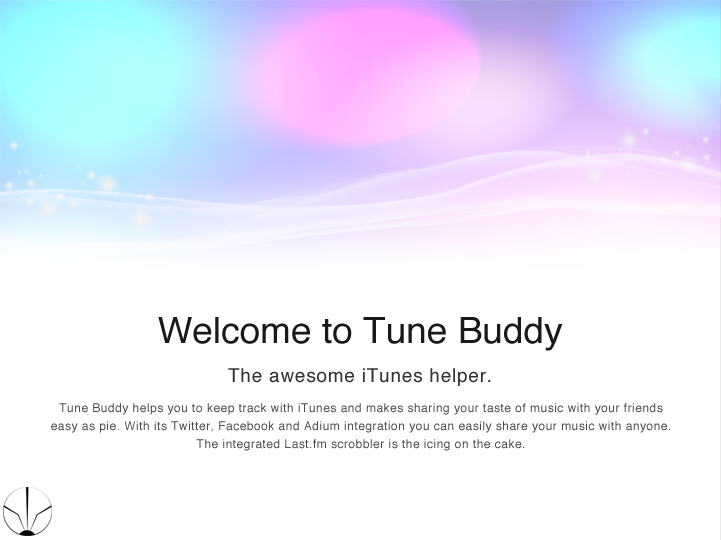 Welcome to Tune Buddy
The awesome iTunes helper.
Tune Buddy helps you to keep track with iTunes and makes sharing your taste of music with your friends
easy as pie. With its Twitter, Facebook and Adium integration you can easily share your music with anyone.
The integrated Last.fm scrobbler is the icing on the cake.